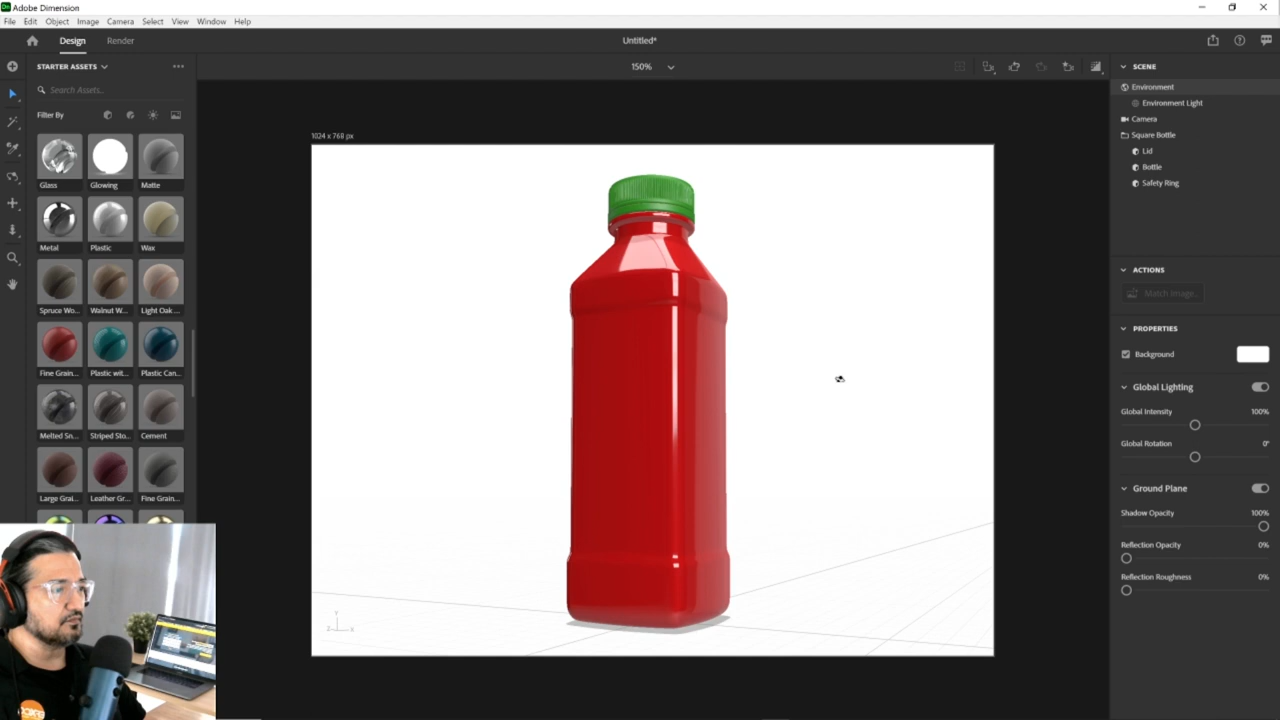 Dn Adobe Dimension
File Edit Object Image Camera Select View Window Help
Design Render Untitled*
STARTER ASSETS 150% SCENE
Search Assets..
Environment
Filter By
Environment Light
1024 x 768 px
Camera
Square Bottle
Lid
Bottle
Safety Ring
Glass Glowing Matte
Metal Plastic Wax
ACTIONS
Match image..
Spruce Wo... Walnut W... Light Oak ...
PROPERTIES
Background
Fine Grain... Plastic wit... Plastic Can...
Global Lighting
Global Intensity 100%
Melted Sn... Striped Sto... Cement
Global Rotation 0°
Ground Plane
Large Grai... Leather Gr... Fine Grain...
Shadow Opacity 100%
Reflection Opacity 0%
Reflection Roughness 0%
Y
Z X